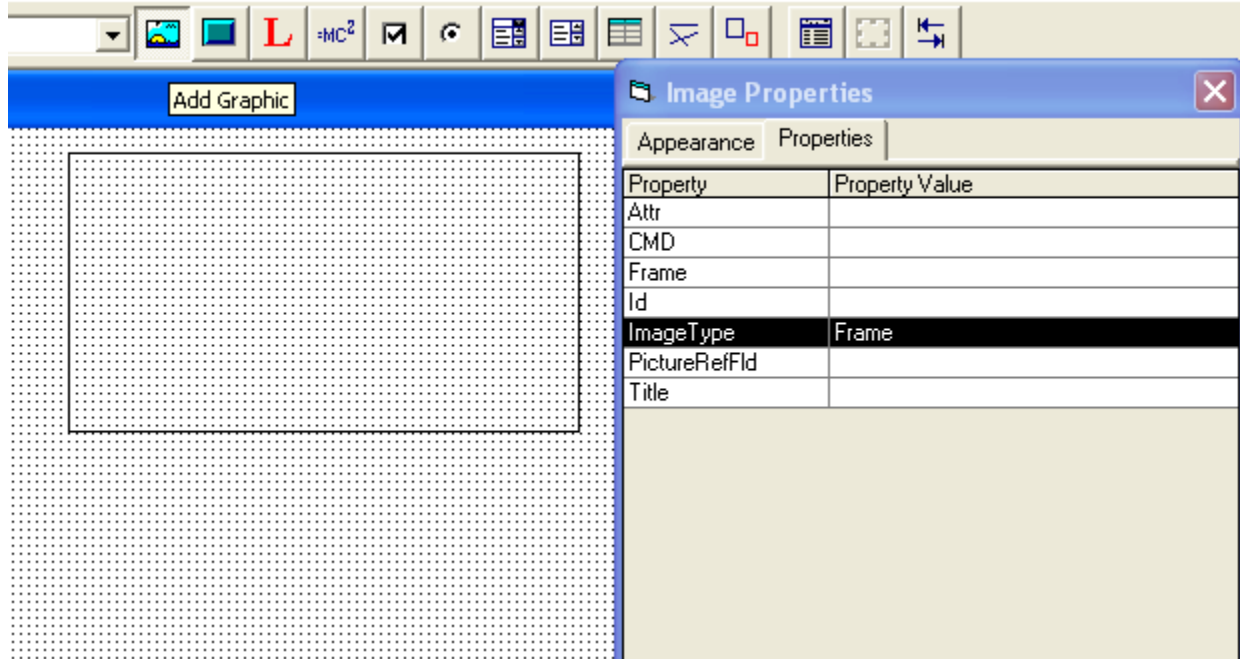 L =MC²
Add Graphic
Image Properties
Appearance Properties
Property Property Value
Attr
CMD
Frame
Id
ImageType Frame
PictureRefFld
Title